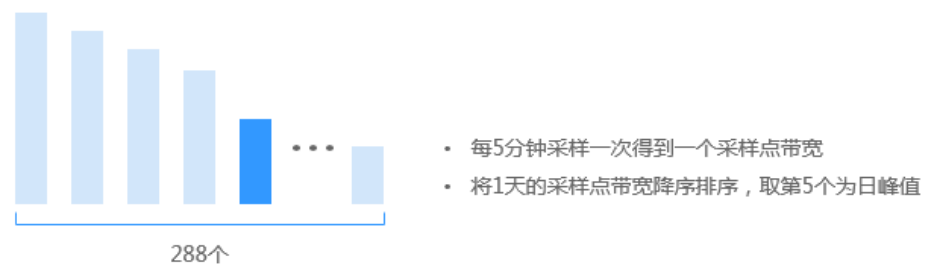 • 每5分钟采样一次得到一个采样点带宽
• 将1天的采样点带宽降序排序，取第5个为日峰值
288个